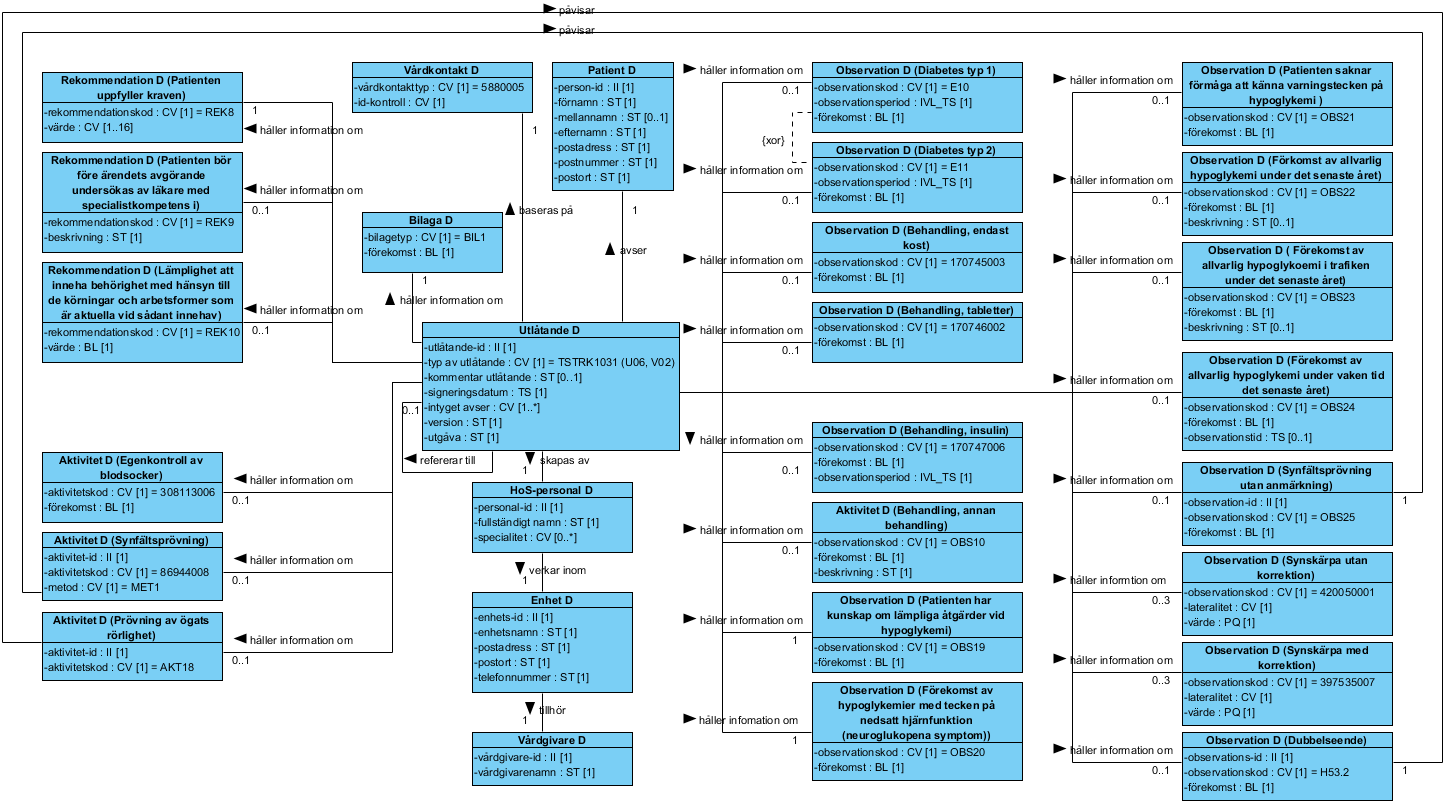 påvisar
påvisar
Rekommendation D (Patienten
uppfyller kraven)
-rekommendationskod : CV [1] = REK8
-värde : CV [1..16]
1
håller information om
Rekommendation D (Patienten bör
före ärendets avgörande
undersökas av läkare med
specialistkompetens i)
-rekommendationskod : CV [1] = REK9
-beskrivning : ST [1]
håller information om
0..1
Rekommendation D (Lämplighet att
inneha behörighet med hänsyn till
de körningar och arbetsformer som
är aktuella vid sådant innehav)
-rekommendationskod : CV [1] = REK10
-värde : BL [1]
håller information om
0..1
Aktivitet D (Egenkontroll av
blodsocker)
-aktivitetskod : CV [1] = 308113006
-förekomst : BL [1]
håller information om
0..1
Aktivitet D (Synfältsprövning)
-aktivitet-id : II [1]
-aktivitetskod : CV [1] = 86944008
-metod : CV [1] = MET1
håller information om
0..1
Aktivitet D (Prövning av ögats
rörlighet)
-aktivitet-id : II [1]
-aktivitetskod : CV [1] = AKT18
håller information om
0..1
Vårdkontakt D
-vårdkontakttyp : CV [1] = 5880005
-id-kontroll : CV [1]
1
baseras på
Patient D
-person-id : II [1]
-förnamn : ST [1]
-mellannamn : ST [0..1]
-efternamn : ST [1]
-postadress : ST [1]
-postnummer : ST [1]
-postort : ST [1]
1
avser
Bilaga D
-bilagetyp : CV [1] = BIL1
-förekomst : BL [1]
1
håller information om
Utlåtande D
-utlåtande-id : II [1]
-typ av utlåtande : CV [1] = TSTRK1031 (U06, V02)
-kommentar utlåtande : ST [0..1]
-signeringsdatum : TS [1]
-intyget avser : CV [1..*]
-version : ST [1]
-utgåva : ST [1]
0..1
refererar till
skapas av
1
HoS-personal D
-personal-id : II [1]
-fullständigt namn : ST [1]
-specialitet : CV [0..*]
verkar inom
1
Enhet D
-enhets-id : II [1]
-enhetsnamn : ST [1]
-postadress : ST [1]
-postort : ST [1]
-telefonnummer : ST [1]
tillhör
1
Vårdgivare D
-vårdgivare-id : II [1]
-vårdgivarenamn : ST [1]
håller information om
0..1
Observation D (Diabetes typ 1)
-observationskod : CV [1] = E10
-observationsperiod : IVL_TS [1]
-förekomst : BL [1]
{xor}
håller information om
0..1
Observation D (Diabetes typ 2)
-observationskod : CV [1] = E11
-observationsperiod : IVL_TS [1]
-förekomst : BL [1]
håller information om
0..1
Observation D (Behandling, endast
kost)
-observationskod : CV [1] = 170745003
-förekomst : BL [1]
håller information om
0..1
Observation D (Behandling, tabletter)
-observationskod : CV [1] = 170746002
-förekomst : BL [1]
håller information om
0..1
Observation D (Behandling, insulin)
-observationskod : CV [1] = 170747006
-förekomst : BL [1]
-observationsperiod : IVL_TS [1]
håller information om
0..1
Aktivitet D (Behandling, annan
behandling)
-observationskod : CV [1] = OBS10
-förekomst : BL [1]
-beskrivning : ST [1]
håller information om
1
Observation D (Patienten har
kunskap om lämpliga åtgärder vid
hypoglykemi)
-observationskod : CV [1] = OBS19
-förekomst : BL [1]
håller infomation om
1
Observation D (Förekomst av
hypoglykemier med tecken på
nedsatt hjärnfunktion
(neuroglukopena symptom))
-observationskod : CV [1] = OBS20
-förekomst : BL [1]
håller information om
0..1
Observation D (Patienten saknar
förmåga att känna varningstecken på
hypoglykemi )
-observationskod : CV [1] = OBS21
-förekomst : BL [1]
håller information om
0..1
Observation D (Förkomst av allvarlig
hypoglykemi under det senaste året)
-observationskod : CV [1] = OBS22
-förekomst : BL [1]
-beskrivning : ST [0..1]
håller information om
0..1
Observation D ( Förekomst av
allvarlig hypoglykoemi i trafiken
under det senaste året)
-observationskod : CV [1] = OBS23
-förekomst : BL [1]
-beskrivning : ST [0..1]
håller information om
0..1
Observation D (Förekomst av
allvarlig hypoglykemi under vaken tid
det senaste året)
-observationskod : CV [1] = OBS24
-förekomst : BL [1]
-observationstid : TS [0..1]
håller information om
0..1
Observation D (Synfältsprövning
utan anmärkning)
-observation-id : II [1]
-observationskod : CV [1] = OBS25
1
håller informtion om
0..3
Observation D (Synskärpa utan
korrektion)
-observationskod : CV [1] = 420050001
-lateralitet : CV [1]
-värde : PQ [1]
håller information om
0..3
Observation D (Synskärpa med
korrektion)
-observationskod : CV [1] = 397535007
-lateralitet : CV [1]
-värde : PQ [1]
håller information om
0..1
Observation D (Dubbelseende)
-observations-id : II [1]
-observationskod : CV [1] = H53.2
-förekomst : BL [1]
1